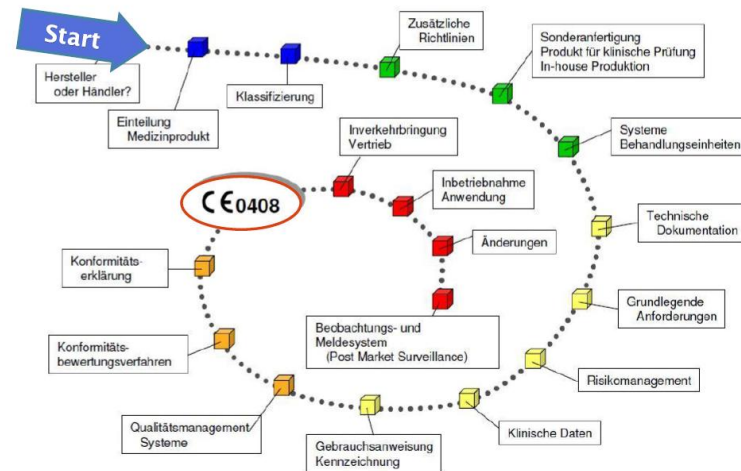 Start
Hersteller
oder Händler?
Einteilung
Medizinprodukt
Klassifizierung
Zusätzliche
Richtlinien
Sonderanfertigung
Produkt für klinische Prüfung
In-house Produktion
Systeme
Behandlungseinheiten
Technische
Dokumentation
Grundlegende
Anforderungen
Risikomanagement
Klinische Daten
Gebrauchsanweisung
Kennzeichnung
Qualitätsmanagement
Systeme
Konformitäts-
bewertungsverfahren
Konformitäts-
erklärung
CE0408
Inverkehrbringung
Vertrieb
Inbetriebnahme
Anwendung
Änderungen
Beobachtungs- und
Meldesystem
(Post Market Surveillance)